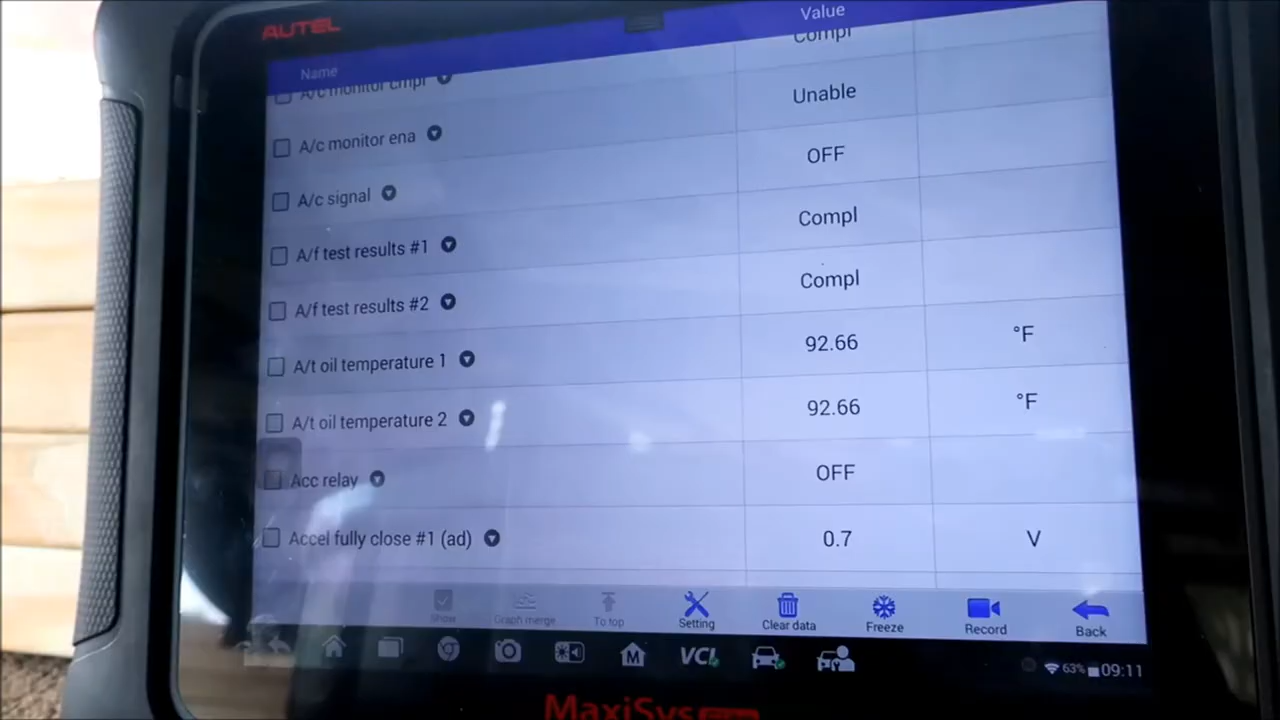 AUTEL
Name Value
A/c monitor cmpl Compl
A/c monitor ena Unable
A/c signal OFF
A/f test results #1 Compl
A/f test results #2 Compl
A/t oil temperature 1 92.66 °F
A/t oil temperature 2 92.66 °F
Acc relay OFF
Accel fully close #1 (ad) 0.7 V
Show Graph merge To top Setting Clear data Freeze Record Back
M VCI 63% 09:11
MaxiSys